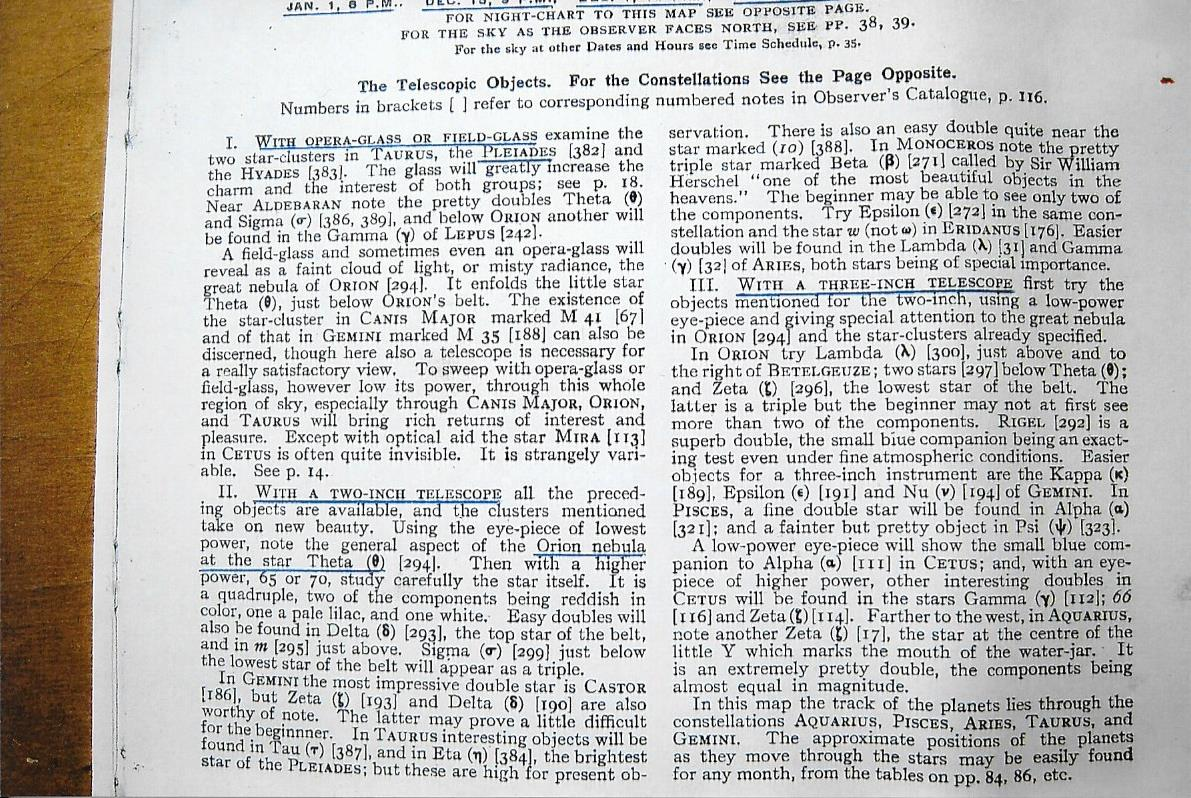 JAN. 1, 8 P.M.
FOR NIGHT-CHART TO THIS MAP SEE OPPOSITE PAGE.
FOR THE SKY AS THE OBSERVER FACES NORTH, SEE PP. 38, 39.
For the sky at other Dates and Hours see Time Schedule, p. 35.
The Telescopic Objects. For the Constellations See the Page Opposite.
Numbers in brackets [ ] refer to corresponding numbered notes in Observer's Catalogue, p. 116.
I. WITH OPERA-GLASS OR FIELD-GLASS examine the
two star-clusters in TAURUS, the PLEIADES [382] and
the HYADES [383]. The glass will greatly increase the
charm and the interest of both groups; see p. 18.
Near ALDEBARAN note the pretty doubles Theta (θ)
and Sigma (σ) [386, 389], and below ORION another will
be found in the Gamma (γ) of LEPUS [242].
A field-glass and sometimes even an opera-glass will
reveal as a faint cloud of light, or misty radiance, the
great nebula of ORION [294]. It enfolds the little star
Theta (θ), just below ORION'S belt. The existence of
the star-cluster in CANIS MAJOR marked M 41 [67]
and of that in GEMINI marked M 35 [188] can also be
discerned, though here also a telescope is necessary for
a really satisfactory view. To sweep with opera-glass or
field-glass, however low its power, through this whole
region of sky, especially through CANIS MAJOR, ORION,
and TAURUS will bring rich returns of interest and
pleasure. Except with optical aid the star MIRA [113]
in CETUS is often quite invisible. It is strangely vari-
able. See p. 14.
II. WITH A TWO-INCH TELESCOPE all the preced-
ing objects are available, and the clusters mentioned
take on new beauty. Using the eye-piece of lowest
power, note the general aspect of the Orion nebula
at the star Theta (θ) [294]. Then with a higher
power, 65 or 70, study carefully the star itself. It is
a quadruple, two of the components being reddish in
color, one a pale lilac, and one white. Easy doubles will
also be found in Delta (δ) [293], the top star of the belt,
and in m [295] just above. Sigma (σ) [299] just below
the lowest star of the belt will appear as a triple.
In GEMINI the most impressive double star is CASTOR
[186], but Zeta (ζ) [193] and Delta (δ) [190] are also
worthy of note. The latter may prove a little difficult
for the beginnner. In TAURUS interesting objects will be
found in Tau (τ) [387], and in Eta (η) [384], the brightest
star of the PLEIADES; but these are high for present ob-
servation. There is also an easy double quite near the
star marked (10) [388]. In MONOCEROS note the pretty
triple star marked Beta (β) [271] called by Sir William
Herschel "one of the most beautiful objects in the
heavens." The beginner may be able to see only two of
the components. Try Epsilon (ε) [272] in the same con-
stellation and the star w (not ω) in ERIDANUS [176]. Easier
doubles will be found in the Lambda (λ) [31] and Gamma
(γ) [32] of ARIES, both stars being of special importance.
III. WITH A THREE-INCH TELESCOPE first try the
objects mentioned for the two-inch, using a low-power
eye-piece and giving special attention to the great nebula
in ORION [294] and the star-clusters already specified.
In ORION try Lambda (λ) [300], just above and to
the right of BETELGEUZE; two stars [297] below Theta (θ);
and Zeta (ζ) [296], the lowest star of the belt. The
latter is a triple but the beginner may not at first see
more than two of the components. RIGEL [292] is a
superb double, the small blue companion being an exact-
ing test even under fine atmospheric conditions. Easier
objects for a three-inch instrument are the Kappa (κ)
[189], Epsilon (ε) [191] and Nu (ν) [194] of GEMINI. In
PISCES, a fine double star will be found in Alpha (α)
[321]; and a fainter but pretty object in Psi (ψ) [323].
A low-power eye-piece will show the small blue com-
panion to Alpha (α) [111] in CETUS; and, with an eye-
piece of higher power, other interesting doubles in
CETUS will be found in the stars Gamma (γ) [112]; 66
[116] and Zeta (ζ) [114]. Farther to the west, in AQUARIUS,
note another Zeta (ζ) [17], the star at the centre of the
little Y which marks the mouth of the water-jar. It
is an extremely pretty double, the components being
almost equal in magnitude.
In this map the track of the planets lies through the
constellations AQUARIUS, PISCES, ARIES, TAURUS, and
GEMINI. The approximate positions of the planets
as they move through the stars may be easily found
for any month, from the tables on pp. 84, 86, etc.